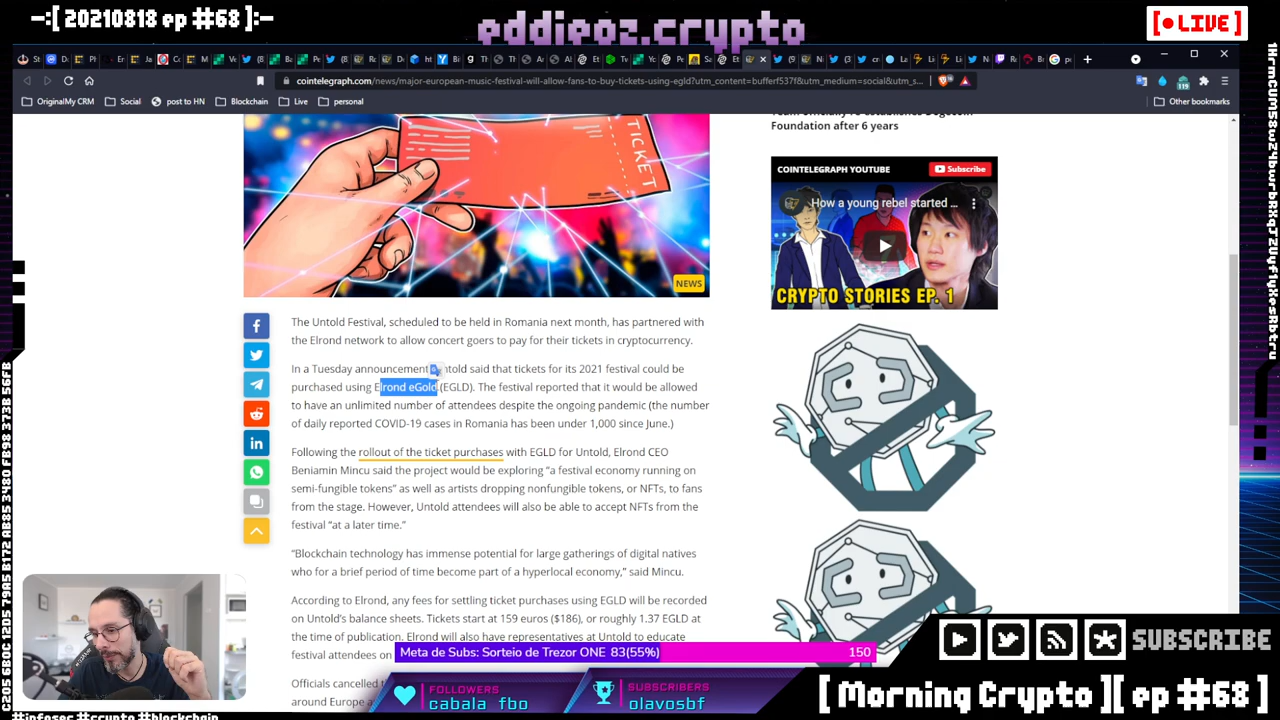 -:[ 20210818 ep #68 ]:-
eddieoz.crypto
[● LIVE]
cointelegraph.com/news/major-european-music-festival-will-allow-fans-to-buy-tickets-using-egld?utm_content=bufferf537f&utm_medium=social&utm_s...
OriginalMy CRM
Social
post to HN
Blockchain
Live
personal
Other bookmarks
TICKET
NEWS
Foundation after 6 years
COINTELEGRAPH YOUTUBE
Subscribe
How a young rebel started ...
CRYPTO STORIES EP. 1
The Untold Festival, scheduled to be held in Romania next month, has partnered with
the Elrond network to allow concert goers to pay for their tickets in cryptocurrency.
In a Tuesday announcement, Untold said that tickets for its 2021 festival could be
purchased using Elrond eGold (EGLD). The festival reported that it would be allowed
to have an unlimited number of attendees despite the ongoing pandemic (the number
of daily reported COVID-19 cases in Romania has been under 1,000 since June.)
Following the rollout of the ticket purchases with EGLD for Untold, Elrond CEO
Beniamin Mincu said the project would be exploring “a festival economy running on
semi-fungible tokens” as well as artists dropping nonfungible tokens, or NFTs, to fans
from the stage. However, Untold attendees will also be able to accept NFTs from the
festival “at a later time.”
“Blockchain technology has immense potential for large gatherings of digital natives
who for a brief period of time become part of a hyperlocal economy,” said Mincu.
According to Elrond, any fees for settling ticket purchases using EGLD will be recorded
on Untold’s balance sheets. Tickets start at 159 euros ($186), or roughly 1.37 EGLD at
the time of publication. Elrond will also have representatives at Untold to educate
festival attendees on
Officials cancelled
around Europe
Meta de Subs: Sorteio de Trezor ONE 83(55%)
150
SUBSCRIBE
FOLLOWERS
cabala_fbo
SUBSCRIBERS
olavosbf
[ Morning Crypto ][ ep #68 ]
#infosec #crypto #blockchain